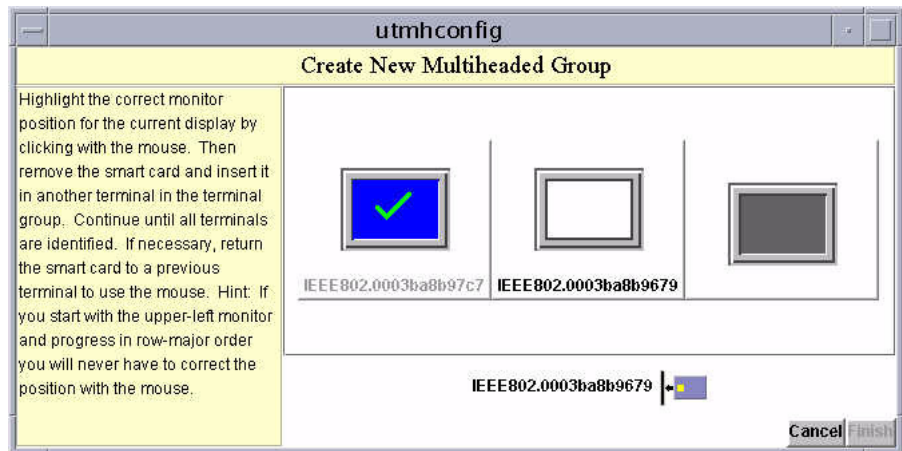 utmhconfig
Create New Multiheaded Group
Highlight the correct monitor
position for the current display by
clicking with the mouse. Then
remove the smart card and insert it
in another terminal in the terminal
group. Continue until all terminals
are identified. If necessary, return
the smart card to a previous
terminal to use the mouse. Hint: If
you start with the upper-left monitor
and progress in row-major order
you will never have to correct the
position with the mouse.
IEEE802.0003ba8b97c7 IEEE802.0003ba8b9679
IEEE802.0003ba8b9679
Cancel Finish